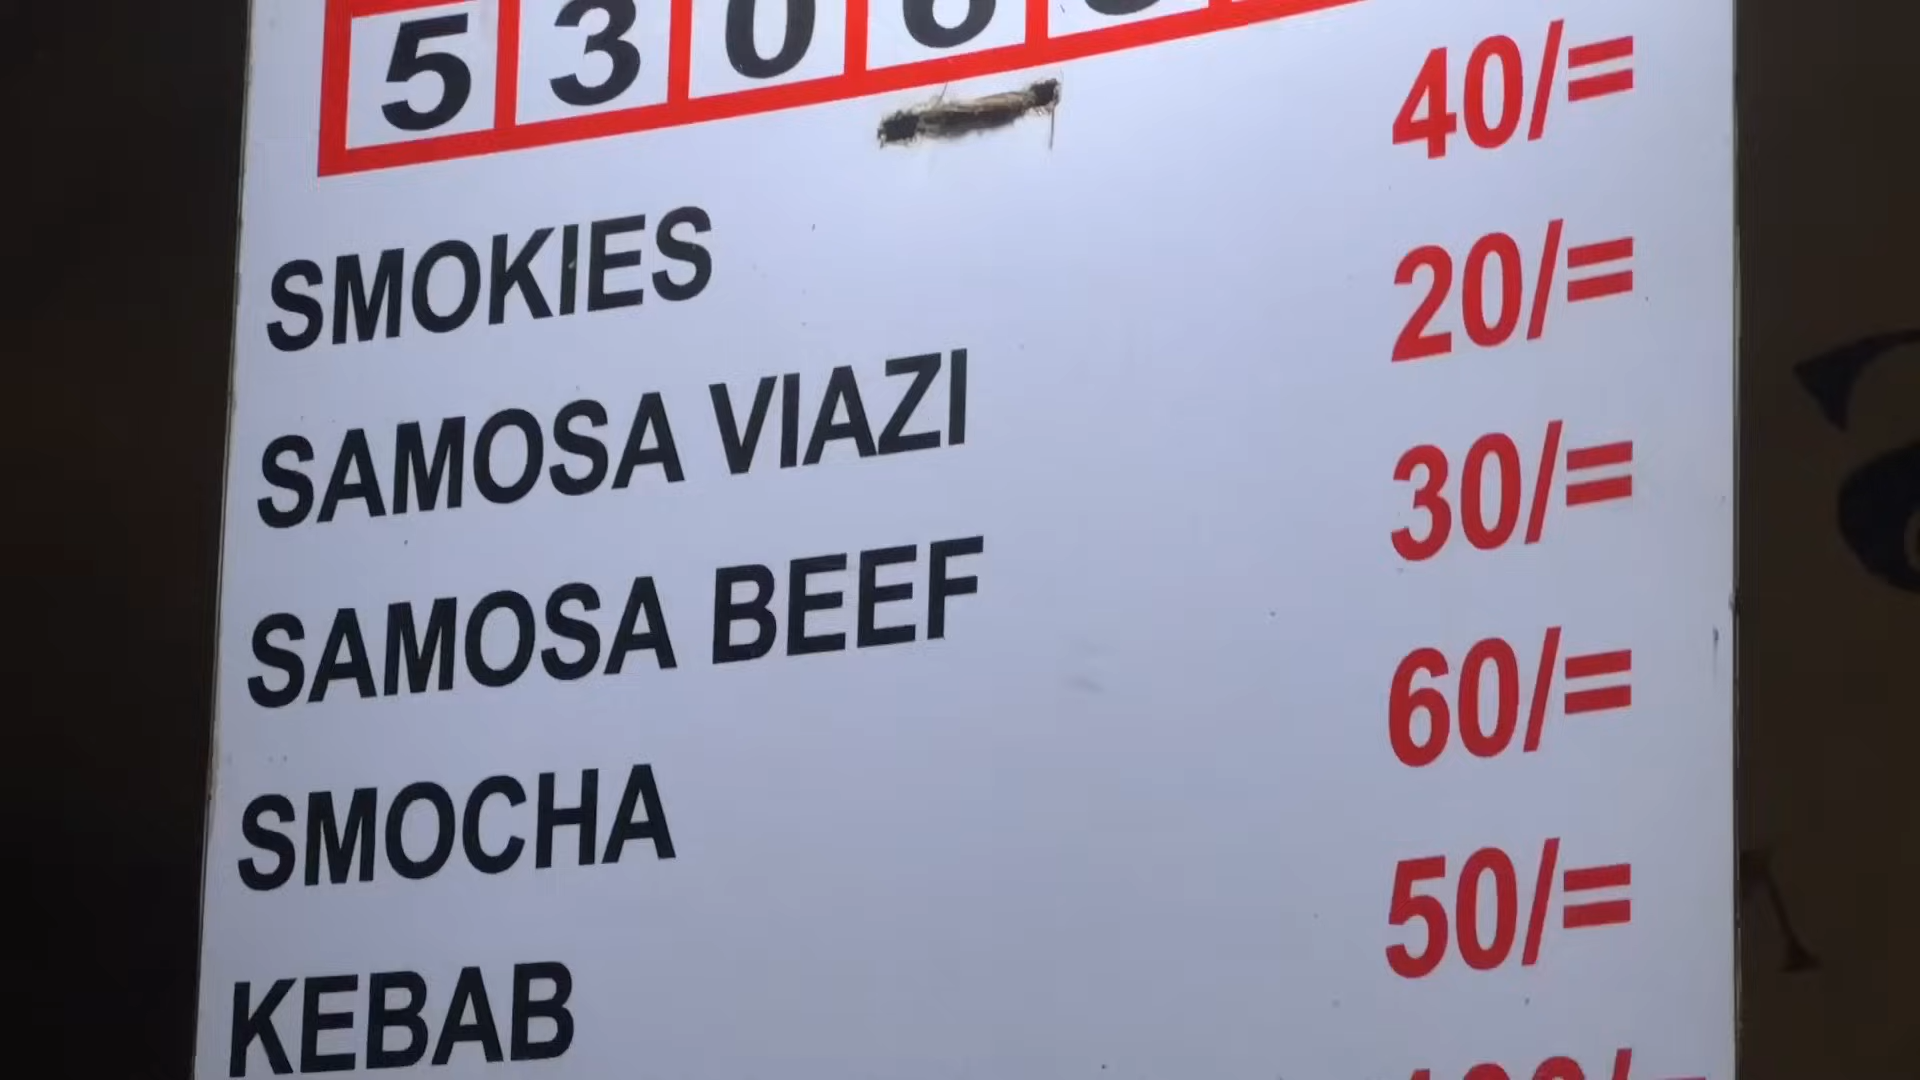 5 3 0
SMOKIES 40/=
SAMOSA VIAZI 20/=
SAMOSA BEEF 30/=
SMOCHA 60/=
KEBAB 50/=